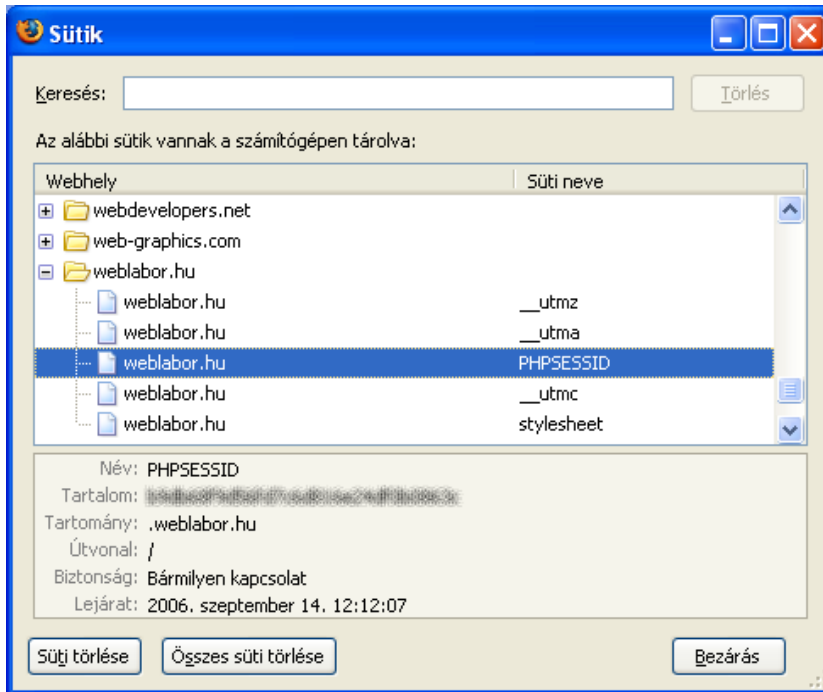 Sütik
Keresés: Törlés
Az alábbi sütik vannak a számítógépen tárolva:
Webhely Süti neve
webdevelopers.net
web-graphics.com
weblabor.hu
weblabor.hu __utmz
weblabor.hu __utma
weblabor.hu PHPSESSID
weblabor.hu __utmc
weblabor.hu stylesheet
Név: PHPSESSID
Tartalom:
Tartomány: .weblabor.hu
Útvonal: /
Biztonság: Bármilyen kapcsolat
Lejárat: 2006. szeptember 14. 12:12:07
Süti törlése Összes süti törlése Bezárás